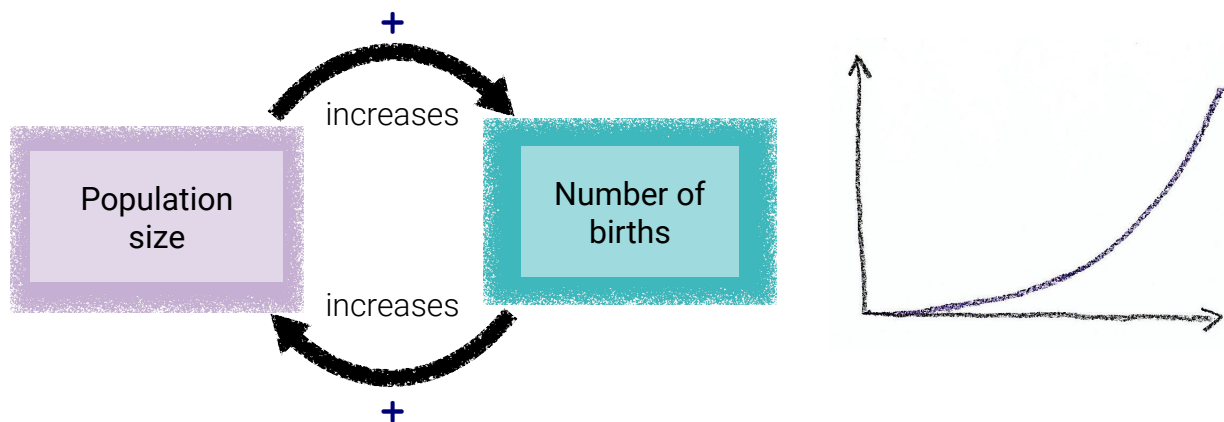 +
increases
Population
size
Number of
births
increases
+